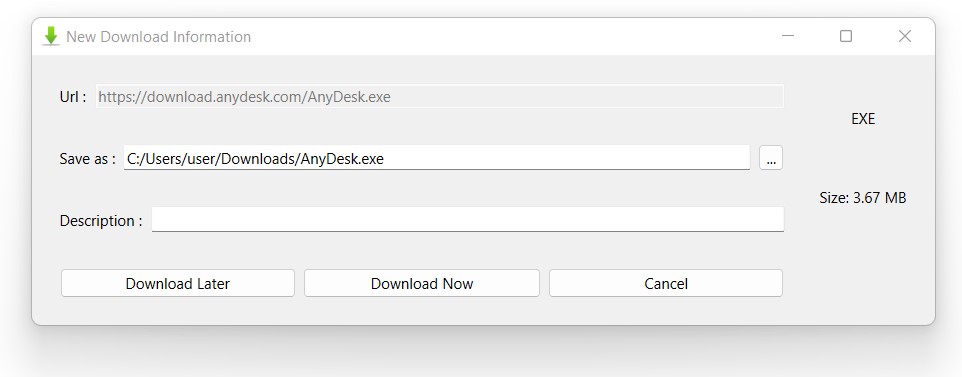 New Download Information
Url : https://download.anydesk.com/AnyDesk.exe
EXE
Save as : C:/Users/user/Downloads/AnyDesk.exe ...
Size: 3.67 MB
Description :
Download Later Download Now Cancel